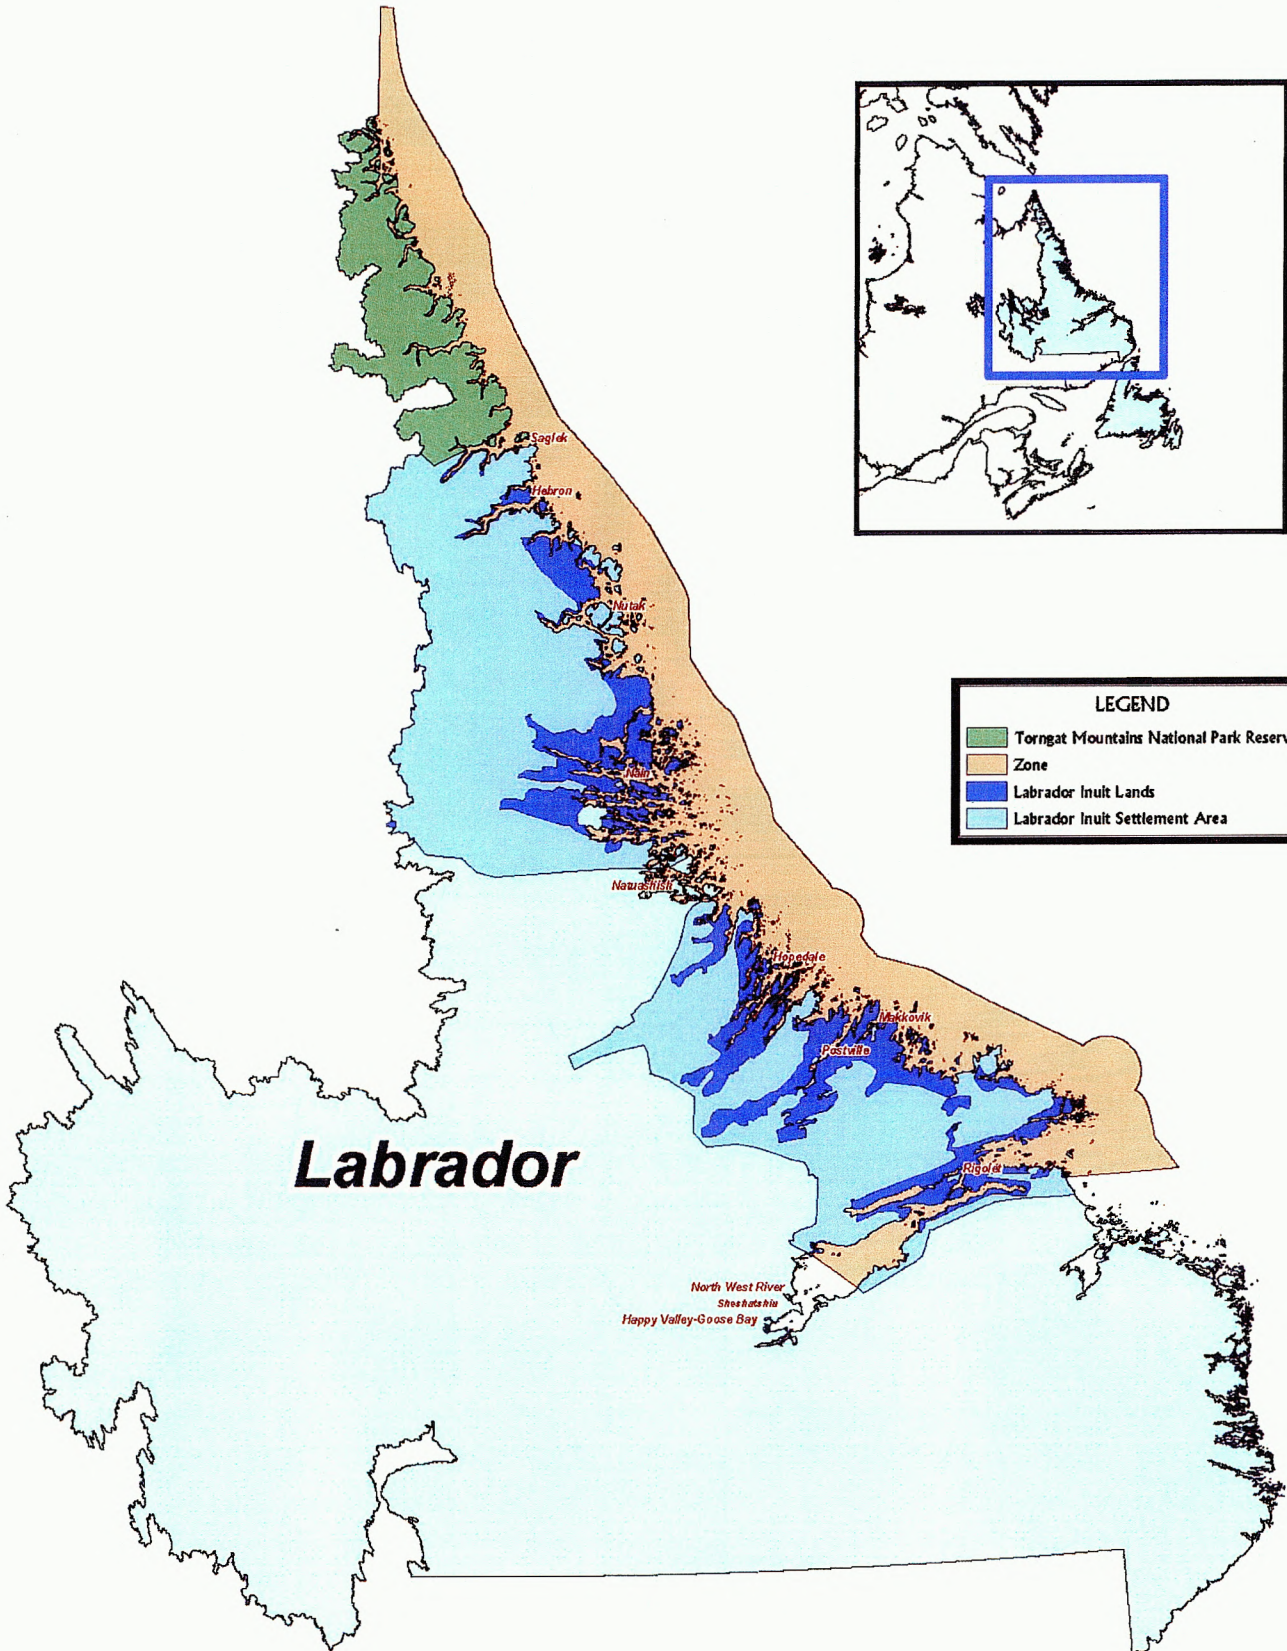 Saglek
Hebron
Nutak
LEGEND
Torngat Mountains National Park Reserv
Zone
Labrador Inuit Lands
Labrador Inuit Settlement Area
Nain
Natuashish
Hopedale
Makkovik
Postville
Labrador
Rigolet
North West River
Sheshatshiu
Happy Valley-Goose Bay